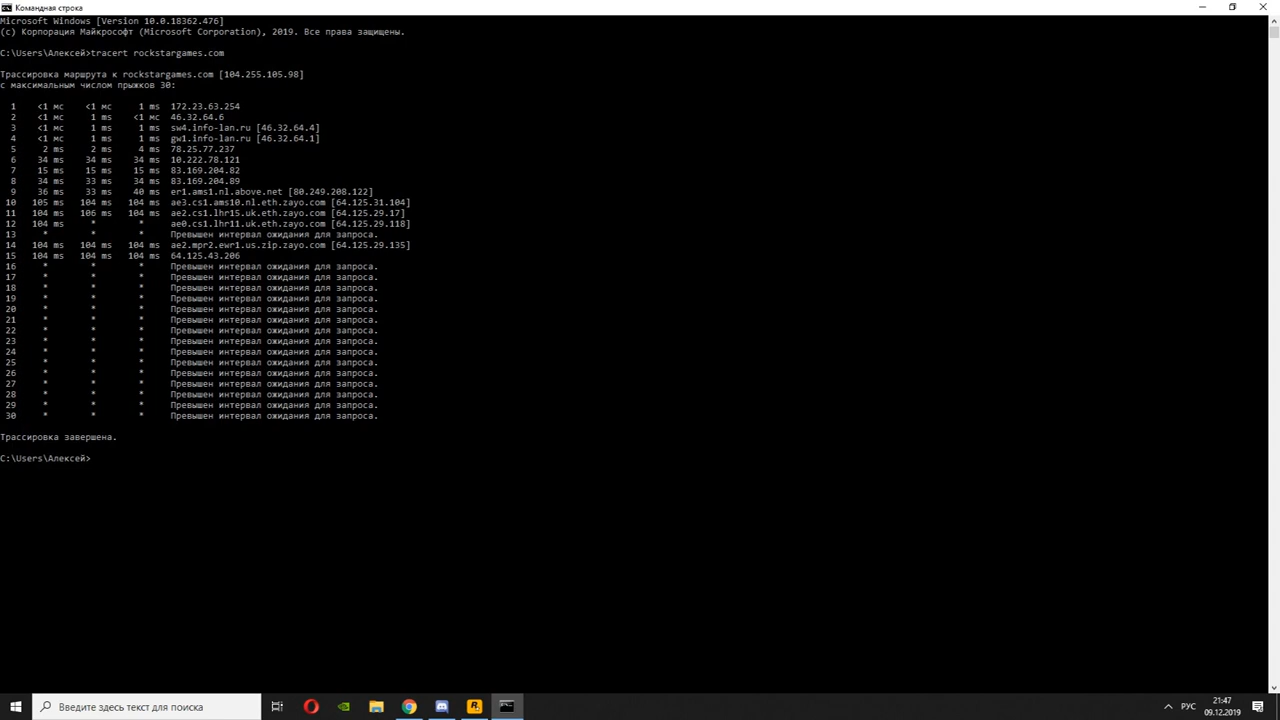 Командная строка
Microsoft Windows [Version 10.0.18362.476]
(c) Корпорация Майкрософт (Microsoft Corporation), 2019. Все права защищены.
C:\Users\Алексей>tracert rockstargames.com
Трассировка маршрута к rockstargames.com [104.255.105.98]
с максимальным числом прыжков 30:
1 <1 мс <1 мс 1 ms 172.23.63.254
2 <1 мс 1 ms <1 мс 46.32.64.6
3 <1 мс 1 ms 1 ms sw4.info-lan.ru [46.32.64.4]
4 <1 мс 1 ms 1 ms gw1.info-lan.ru [46.32.64.1]
5 2 ms 2 ms 4 ms 78.25.77.237
6 34 ms 34 ms 34 ms 10.222.78.121
7 15 ms 15 ms 15 ms 83.169.204.82
8 34 ms 33 ms 34 ms 83.169.204.89
9 36 ms 33 ms 40 ms er1.ams1.nl.above.net [80.249.208.122]
10 105 ms 104 ms 104 ms ae3.cs1.ams10.nl.eth.zayo.com [64.125.31.104]
11 104 ms 106 ms 104 ms ae2.cs1.lhr15.uk.eth.zayo.com [64.125.29.17]
12 104 ms * * ae0.cs1.lhr11.uk.eth.zayo.com [64.125.29.118]
13 * * * Превышен интервал ожидания для запроса.
14 104 ms 104 ms 104 ms ae2.mpr2.ewr1.us.zip.zayo.com [64.125.29.135]
15 104 ms 104 ms 104 ms 64.125.43.206
16 * * * Превышен интервал ожидания для запроса.
17 * * * Превышен интервал ожидания для запроса.
18 * * * Превышен интервал ожидания для запроса.
19 * * * Превышен интервал ожидания для запроса.
20 * * * Превышен интервал ожидания для запроса.
21 * * * Превышен интервал ожидания для запроса.
22 * * * Превышен интервал ожидания для запроса.
23 * * * Превышен интервал ожидания для запроса.
24 * * * Превышен интервал ожидания для запроса.
25 * * * Превышен интервал ожидания для запроса.
26 * * * Превышен интервал ожидания для запроса.
27 * * * Превышен интервал ожидания для запроса.
28 * * * Превышен интервал ожидания для запроса.
29 * * * Превышен интервал ожидания для запроса.
30 * * * Превышен интервал ожидания для запроса.
Трассировка завершена.
C:\Users\Алексей>
Введите здесь текст для поиска
РУС
21:47
09.12.2019